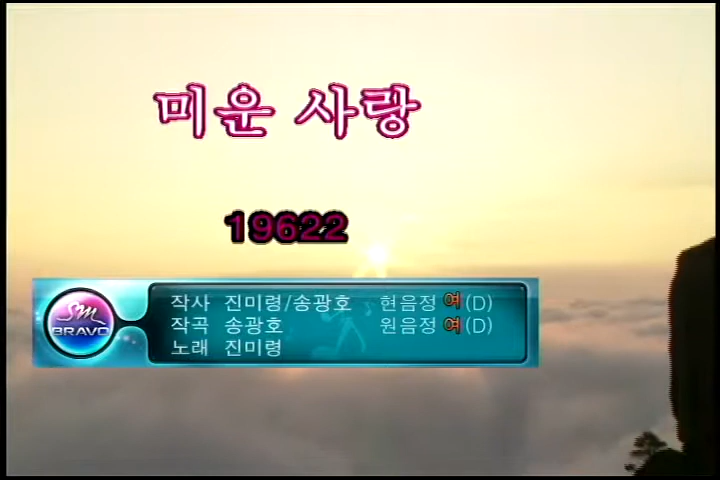 미운 사랑
19622
SM
BRAVO
작사 진미령/송광호 현음정 여(D)
작곡 송광호 원음정 여(D)
노래 진미령